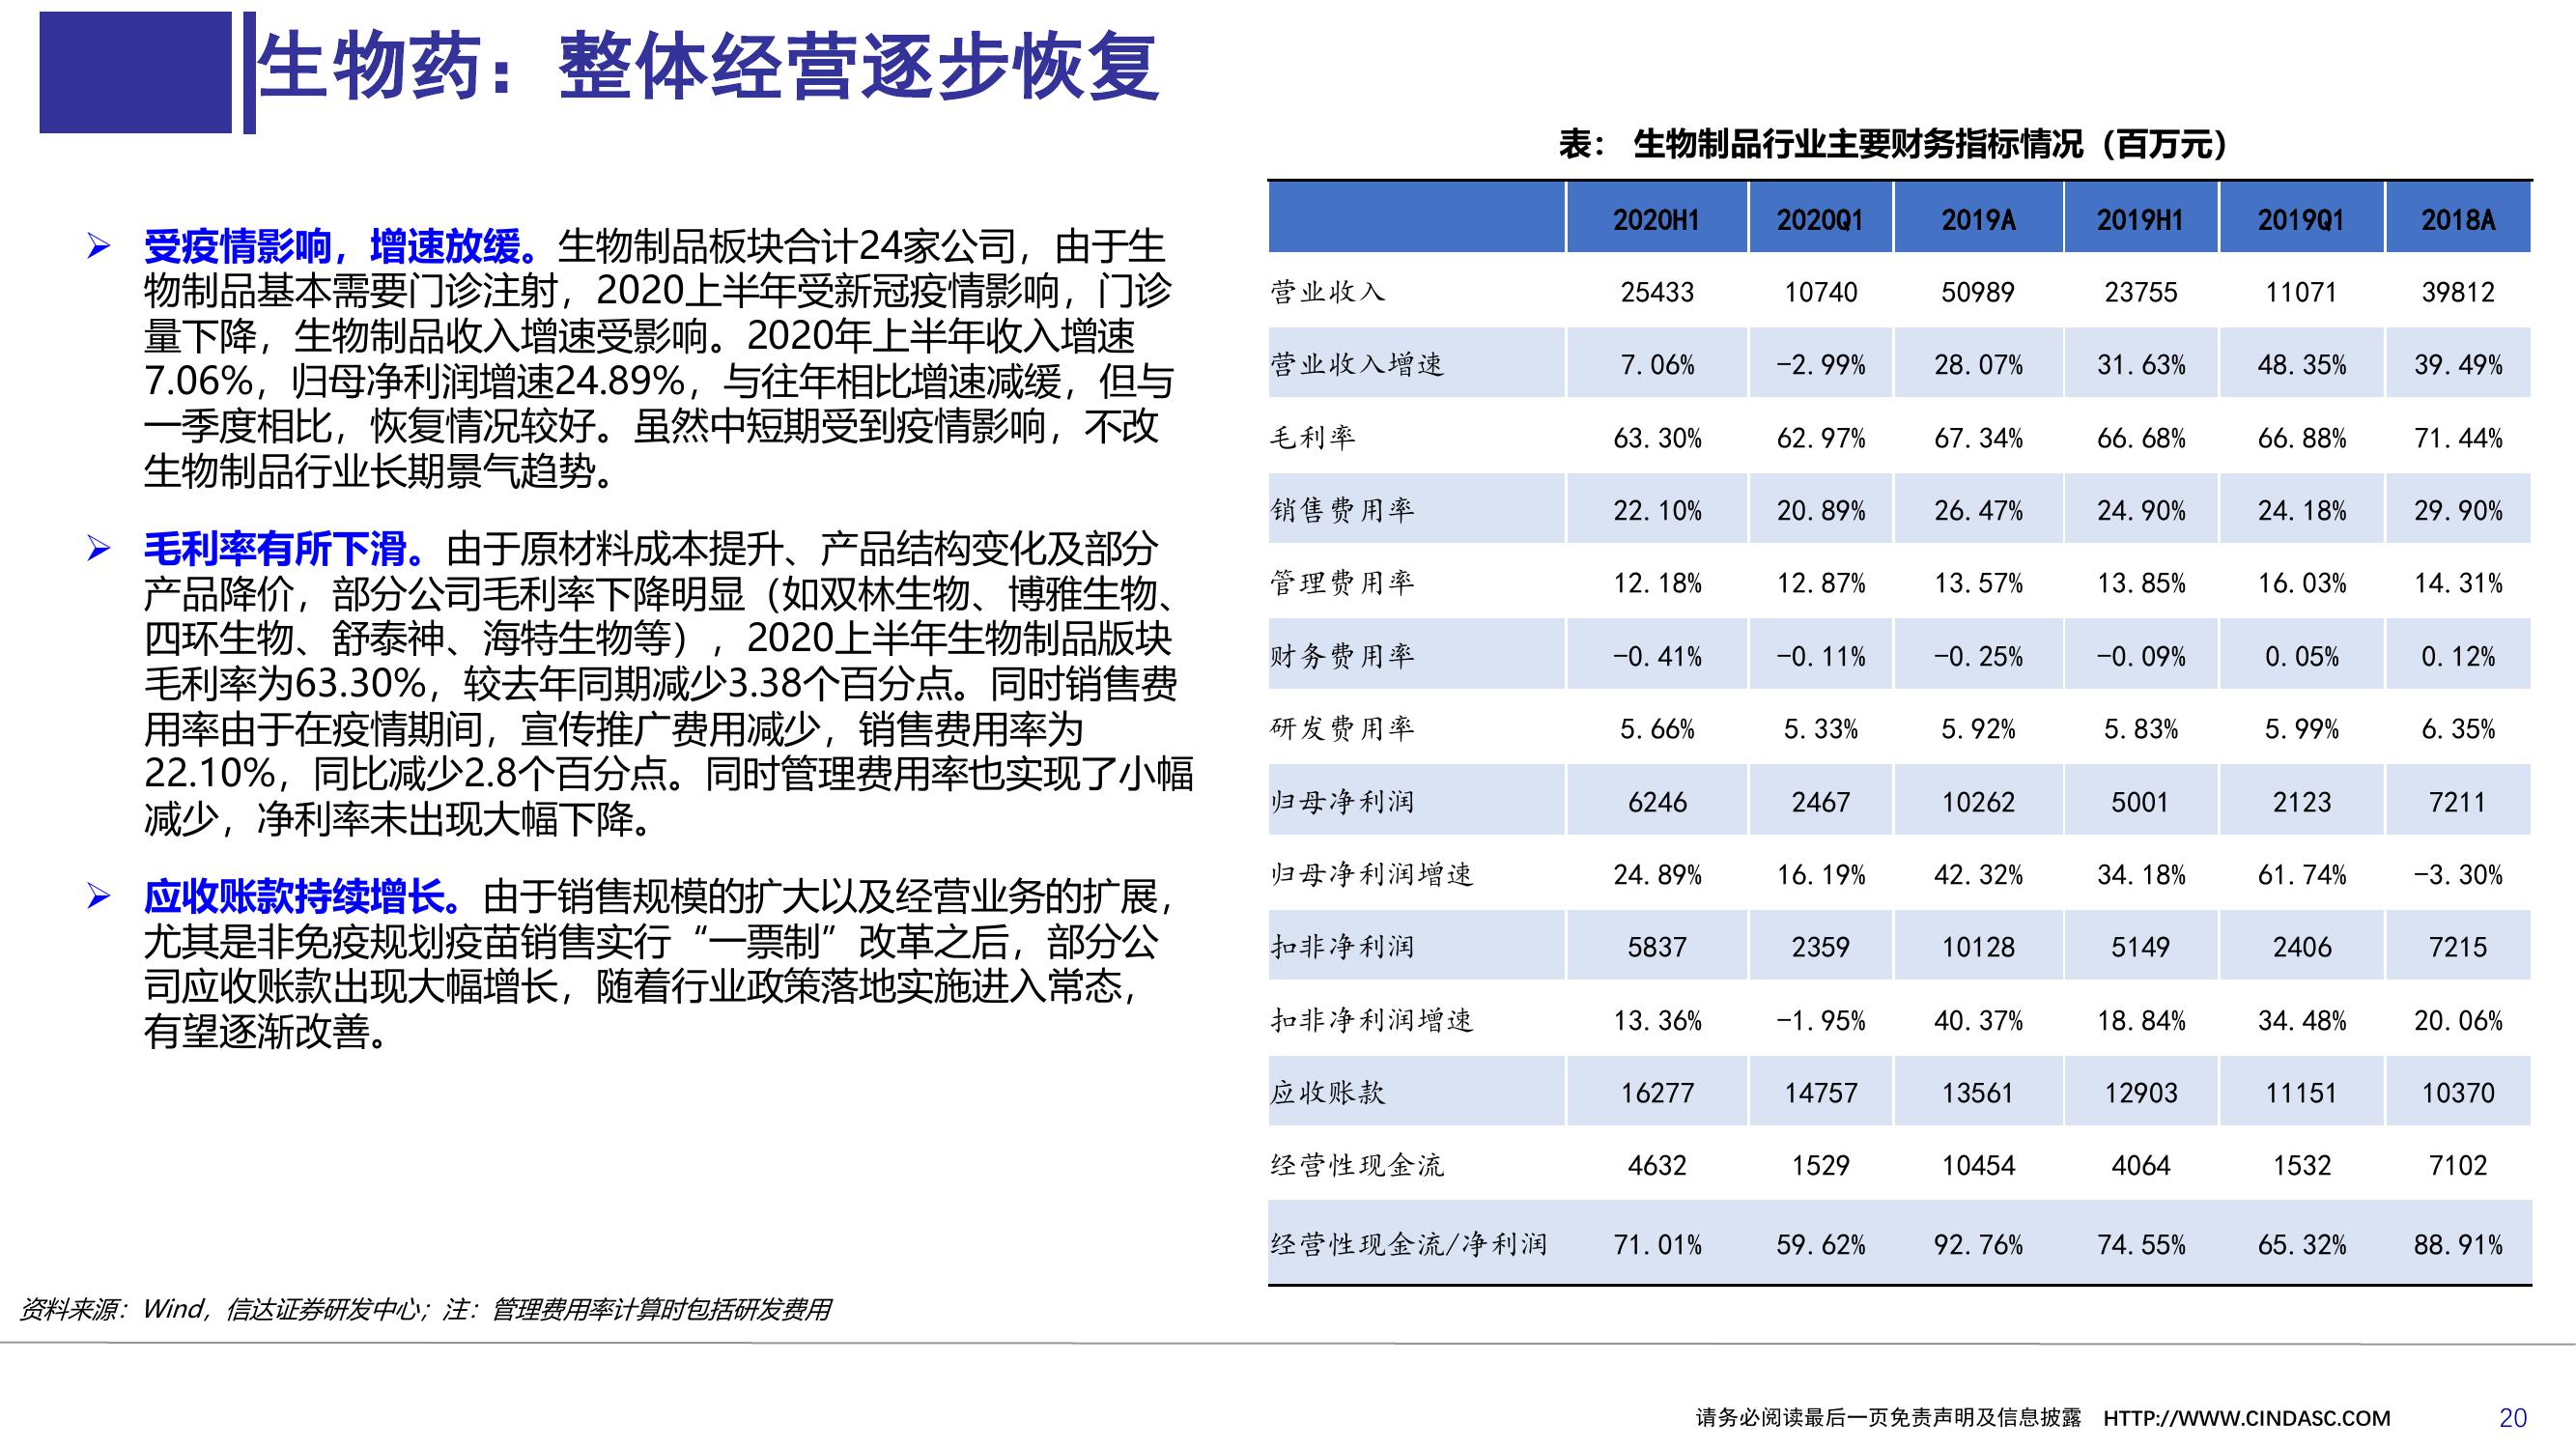 生物药：整体经营逐步恢复
受疫情影响，增速放缓。生物制品板块合计24家公司，由于生
物制品基本需要门诊注射，2020上半年受新冠疫情影响，门诊
量下降，生物制品收入增速受影响。2020年上半年收入增速
7.06%，归母净利润增速24.89%，与往年相比增速减缓，但与
一季度相比，恢复情况较好。虽然中短期受到疫情影响，不改
生物制品行业长期景气趋势。
毛利率有所下滑。由于原材料成本提升、产品结构变化及部分
产品降价，部分公司毛利率下降明显（如双林生物、博雅生物、
四环生物、舒泰神、海特生物等），2020上半年生物制品版块
毛利率为63.30%，较去年同期减少3.38个百分点。同时销售费
用率由于在疫情期间，宣传推广费用减少，销售费用率为
22.10%，同比减少2.8个百分点。同时管理费用率也实现了小幅
减少，净利率未出现大幅下降。
应收账款持续增长。由于销售规模的扩大以及经营业务的扩展，
尤其是非免疫规划疫苗销售实行“一票制”改革之后，部分公
司应收账款出现大幅增长，随着行业政策落地实施进入常态，
有望逐渐改善。
表： 生物制品行业主要财务指标情况（百万元）
2020H1 2020Q1 2019A 2019H1 2019Q1 2018A
营业收入 25433 10740 50989 23755 11071 39812
营业收入增速 7.06% -2.99% 28.07% 31.63% 48.35% 39.49%
毛利率 63.30% 62.97% 67.34% 66.68% 66.88% 71.44%
销售费用率 22.10% 20.89% 26.47% 24.90% 24.18% 29.90%
管理费用率 12.18% 12.87% 13.57% 13.85% 16.03% 14.31%
财务费用率 -0.41% -0.11% -0.25% -0.09% 0.05% 0.12%
研发费用率 5.66% 5.33% 5.92% 5.83% 5.99% 6.35%
归母净利润 6246 2467 10262 5001 2123 7211
归母净利润增速 24.89% 16.19% 42.32% 34.18% 61.74% -3.30%
扣非净利润 5837 2359 10128 5149 2406 7215
扣非净利润增速 13.36% -1.95% 40.37% 18.84% 34.48% 20.06%
应收账款 16277 14757 13561 12903 11151 10370
经营性现金流 4632 1529 10454 4064 1532 7102
经营性现金流/净利润 71.01% 59.62% 92.76% 74.55% 65.32% 88.91%
资料来源：Wind，信达证券研发中心；注：管理费用率计算时包括研发费用
请务必阅读最后一页免责声明及信息披露 HTTP://WWW.CINDASC.COM 20